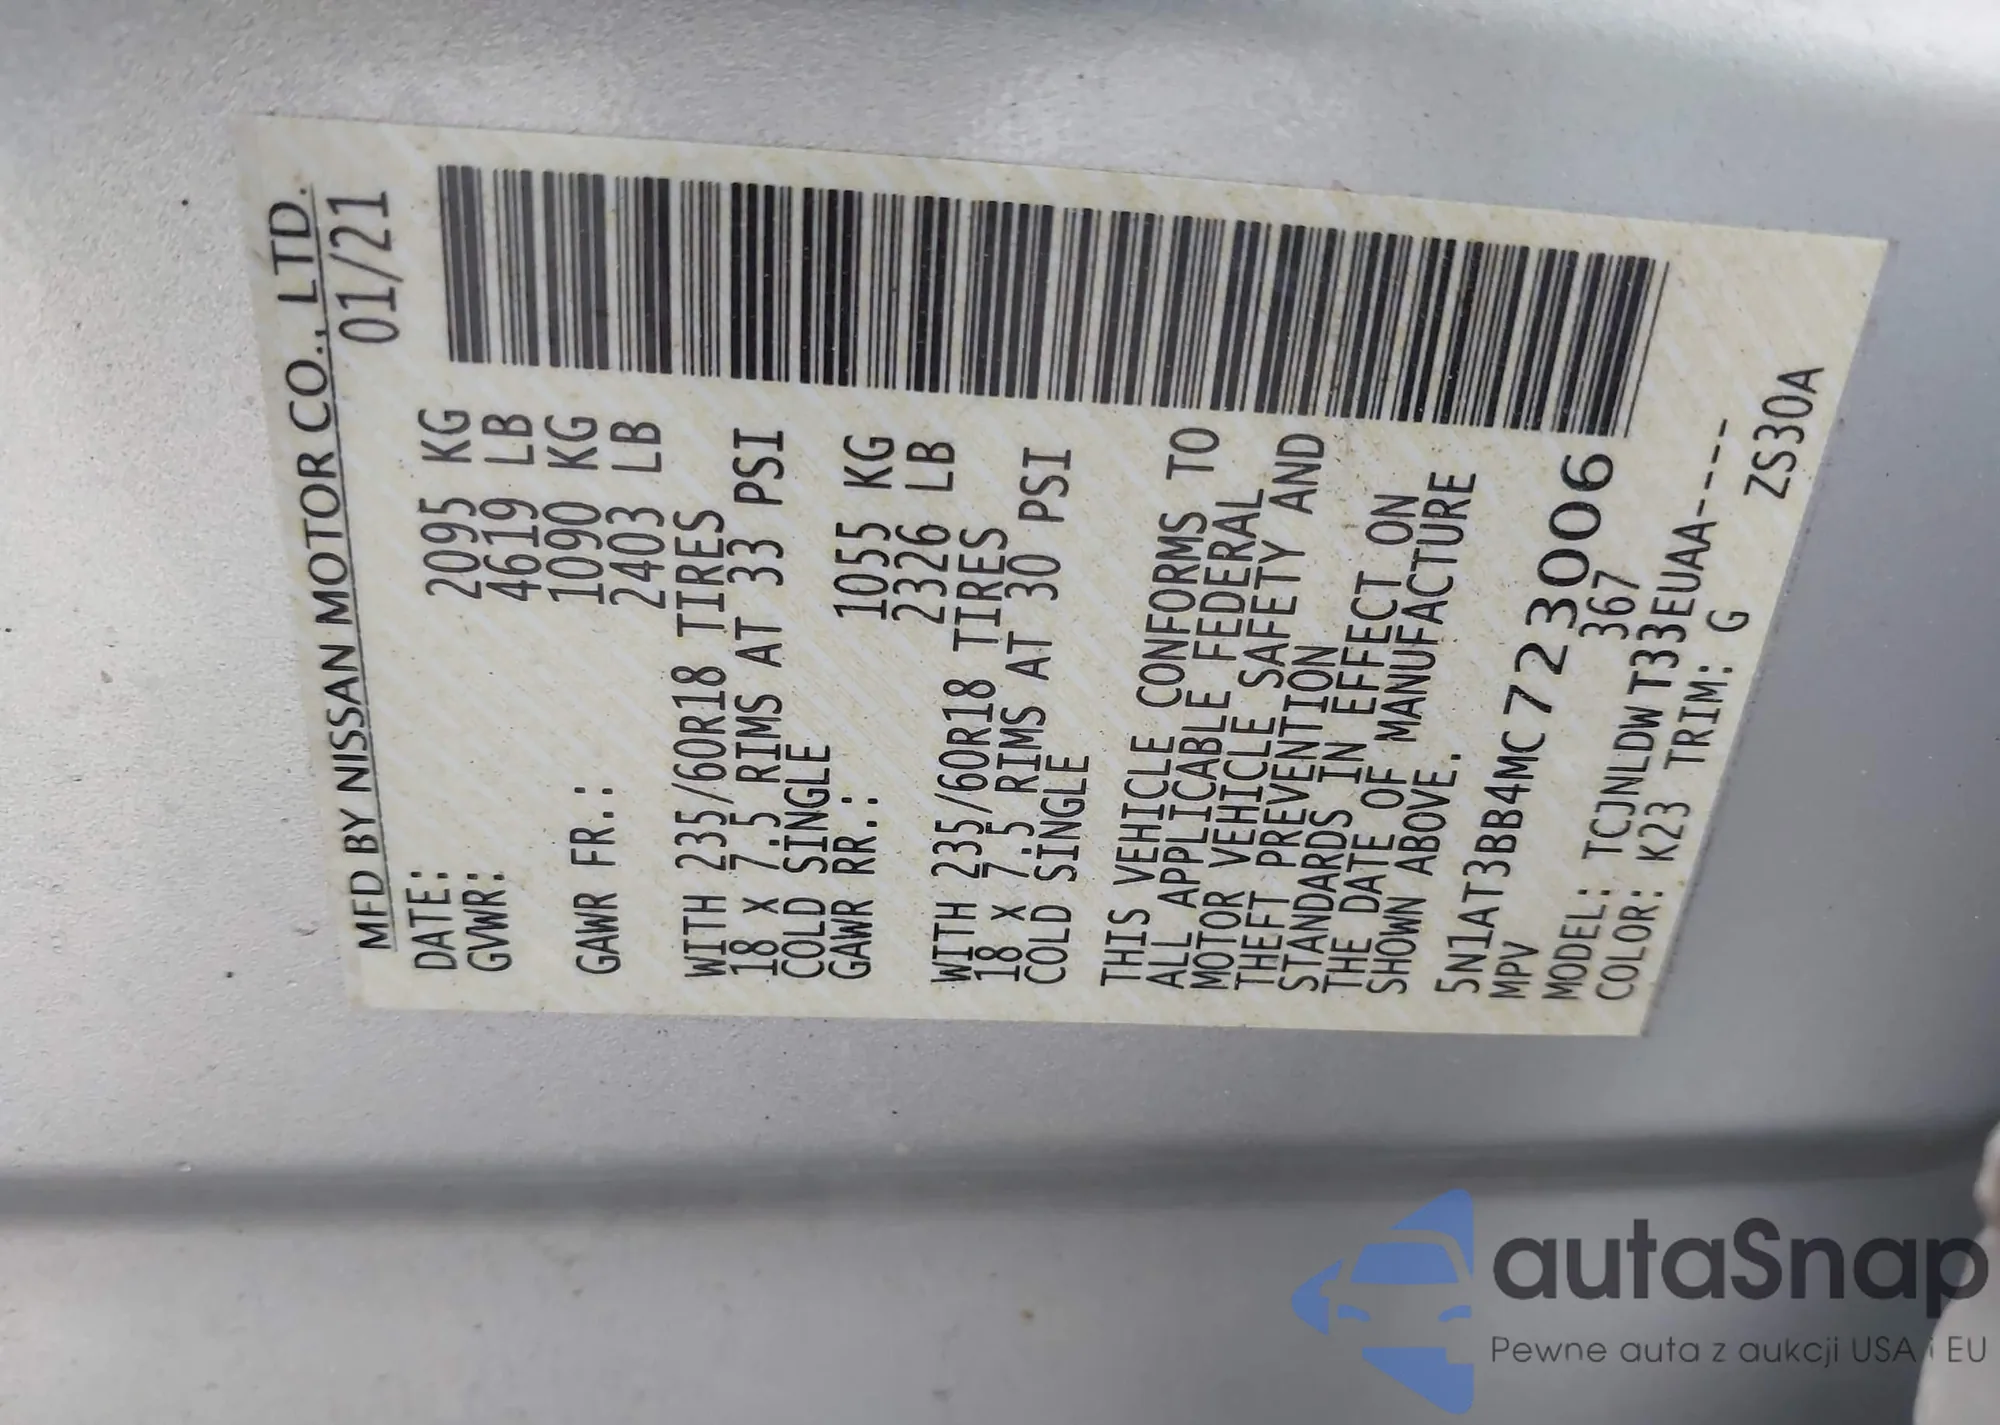 MFD BY NISSAN MOTOR CO., LTD.
DATE: 01/21
GVWR: 2095 KG
4619 LB
GAWR FR.: 1090 KG
2403 LB
WITH 235/60R18 TIRES
18 X 7.5 RIMS AT 33 PSI
COLD SINGLE
GAWR RR.: 1055 KG
2326 LB
WITH 235/60R18 TIRES
18 X 7.5 RIMS AT 30 PSI
COLD SINGLE
THIS VEHICLE CONFORMS TO
ALL APPLICABLE FEDERAL
MOTOR VEHICLE SAFETY AND
THEFT PREVENTION
STANDARDS IN EFFECT ON
THE DATE OF MANUFACTURE
SHOWN ABOVE.
5N1AT3BB4MC723006
MPV 367
MODEL: TCJNLDWT33EUAA----
COLOR: K23 TRIM: G ZS30A
autaSnap
Pewne auta z aukcji USA i EU